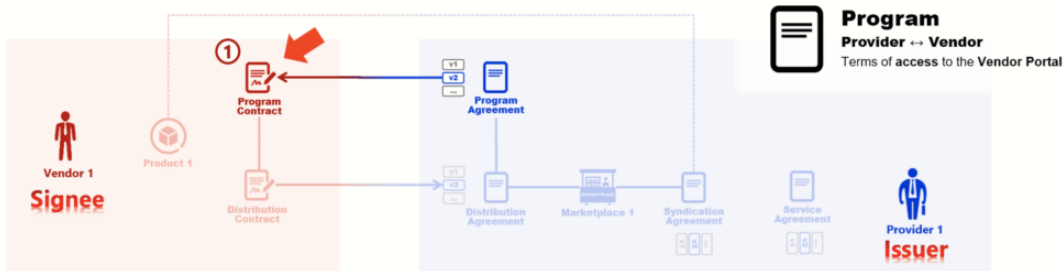 Program
Provider ↔ Vendor
Terms of access to the Vendor Portal
1
v1
v2
...
Program
Contract
Program
Agreement
Product 1
Vendor 1
Signee
Distribution
Contract
v1
v2
...
Distribution
Agreement
Marketplace 1
Syndication
Agreement
Service
Agreement
Provider 1
Issuer